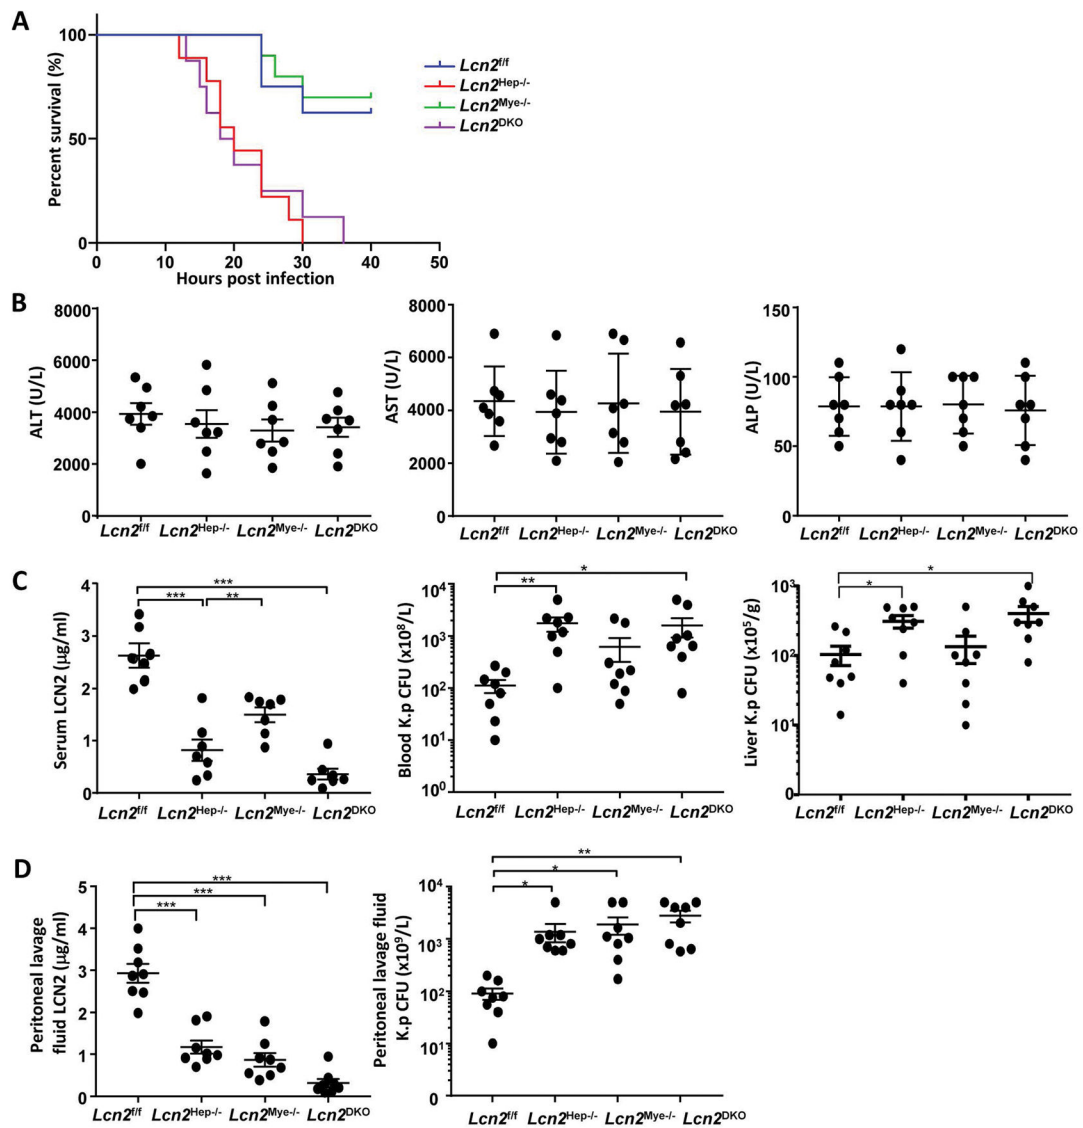 A
Percent survival (%)
100
50
0
0 10 20 30 40 50
Hours post infection
Lcn2f/f
Lcn2Hep-/-
Lcn2Mye-/-
Lcn2DKO
B
ALT (U/L)
8000
6000
4000
2000
0
Lcn2f/f Lcn2Hep-/- Lcn2Mye-/- Lcn2DKO
AST (U/L)
8000
6000
4000
2000
0
Lcn2f/f Lcn2Hep-/- Lcn2Mye-/- Lcn2DKO
ALP (U/L)
150
100
50
0
Lcn2f/f Lcn2Hep-/- Lcn2Mye-/- Lcn2DKO
C
Serum LCN2 (µg/ml)
4
3
2
1
0
***
*** **
Lcn2f/f Lcn2Hep-/- Lcn2Mye-/- Lcn2DKO
Blood K.p CFU (x10⁸/L)
10⁴
10³
10²
10¹
10⁰
*
**
Lcn2f/f Lcn2Hep-/- Lcn2Mye-/- Lcn2DKO
Liver K.p CFU (x10⁵/g)
10³
10²
10¹
0
*
*
Lcn2f/f Lcn2Hep-/- Lcn2Mye-/- Lcn2DKO
D
Peritoneal lavage
fluid LCN2 (µg/ml)
5
4
3
2
1
0
***
***
***
Lcn2f/f Lcn2Hep-/- Lcn2Mye-/- Lcn2DKO
Peritoneal lavage fluid
K.p CFU (x10⁹/L)
10⁴
10³
10²
10¹
0
**
*
*
Lcn2f/f Lcn2Hep-/- Lcn2Mye-/- Lcn2DKO